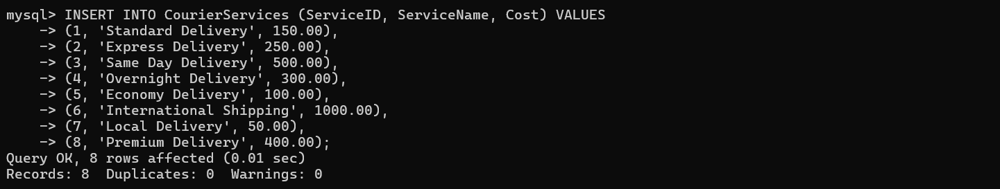 mysql> INSERT INTO CourierServices (ServiceID, ServiceName, Cost) VALUES
    -> (1, 'Standard Delivery', 150.00),
    -> (2, 'Express Delivery', 250.00),
    -> (3, 'Same Day Delivery', 500.00),
    -> (4, 'Overnight Delivery', 300.00),
    -> (5, 'Economy Delivery', 100.00),
    -> (6, 'International Shipping', 1000.00),
    -> (7, 'Local Delivery', 50.00),
    -> (8, 'Premium Delivery', 400.00);
Query OK, 8 rows affected (0.01 sec)
Records: 8  Duplicates: 0  Warnings: 0